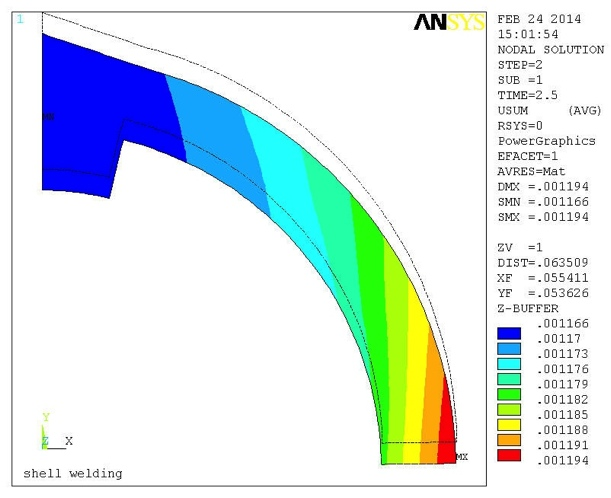 1
ANSYS
FEB 24 2014
15:01:54
NODAL SOLUTION
STEP=2
SUB =1
TIME=2.5
USUM (AVG)
RSYS=0
PowerGraphics
EFACET=1
AVRES=Mat
DMX =.001194
SMN =.001166
SMX =.001194
ZV =1
DIST=.063509
XF =.055411
YF =.053626
Z-BUFFER
.001166
.00117
.001173
.001176
.001179
.001182
.001185
.001188
.001191
.001194
MX
Y
Z X
shell welding